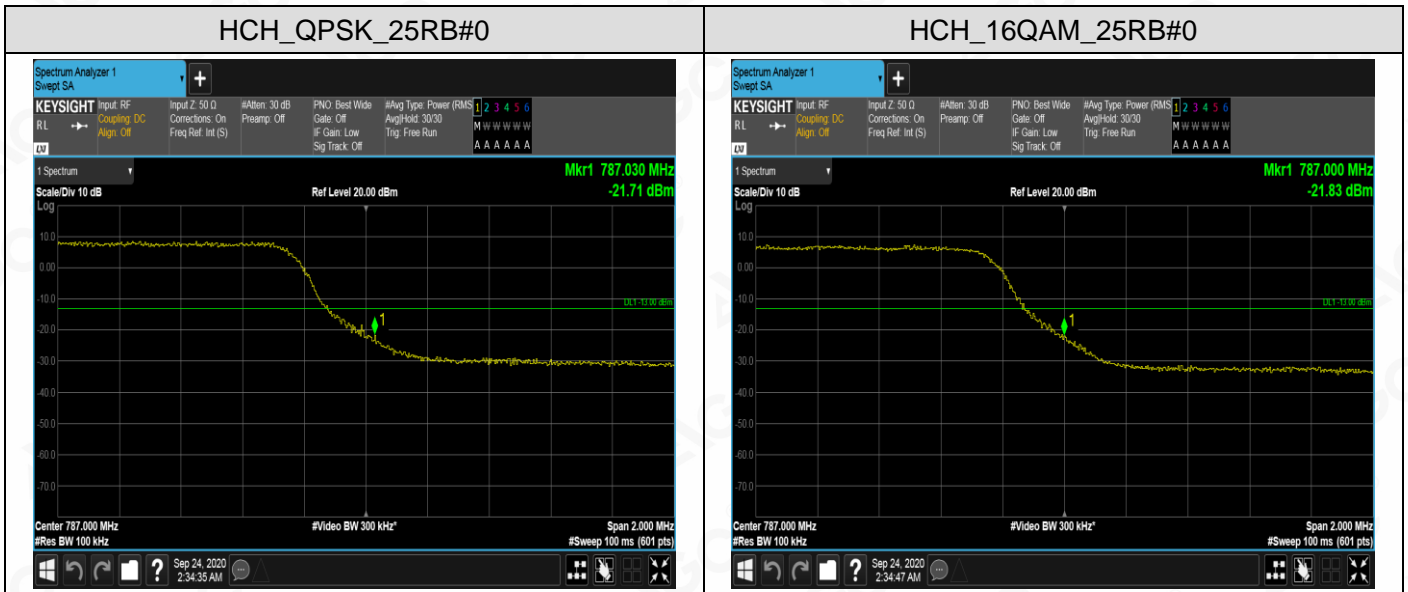 HCH_QPSK_25RB#0
HCH_16QAM_25RB#0
Spectrum Analyzer 1
Swept SA
+
KEYSIGHT
RL
LXI
Input: RF
Coupling: DC
Align: Off
Input Z: 50 Ω
Corrections: On
Freq Ref: Int (S)
#Atten: 30 dB
Preamp: Off
PNO: Best Wide
Gate: Off
IF Gain: Low
Sig Track: Off
#Avg Type: Power (RMS
Avg|Hold: 30/30
Trig: Free Run
1 2 3 4 5 6
M W W W W W
A A A A A A
1 Spectrum
Mkr1 787.030 MHz
Scale/Div 10 dB
Ref Level 20.00 dBm
-21.71 dBm
Log
10.0
0.00
-10.0
DL1 -13.00 dBm
1
-20.0
-30.0
-40.0
-50.0
-60.0
-70.0
Center 787.000 MHz
#Video BW 300 kHz*
Span 2.000 MHz
#Res BW 100 kHz
#Sweep 100 ms (601 pts)
?
Sep 24, 2020
2:34:35 AM
Spectrum Analyzer 1
Swept SA
+
KEYSIGHT
RL
LXI
Input: RF
Coupling: DC
Align: Off
Input Z: 50 Ω
Corrections: On
Freq Ref: Int (S)
#Atten: 30 dB
Preamp: Off
PNO: Best Wide
Gate: Off
IF Gain: Low
Sig Track: Off
#Avg Type: Power (RMS
Avg|Hold: 30/30
Trig: Free Run
1 2 3 4 5 6
M W W W W W
A A A A A A
1 Spectrum
Mkr1 787.000 MHz
Scale/Div 10 dB
Ref Level 20.00 dBm
-21.83 dBm
Log
10.0
0.00
-10.0
DL1 -13.00 dBm
1
-20.0
-30.0
-40.0
-50.0
-60.0
-70.0
Center 787.000 MHz
#Video BW 300 kHz*
Span 2.000 MHz
#Res BW 100 kHz
#Sweep 100 ms (601 pts)
?
Sep 24, 2020
2:34:47 AM